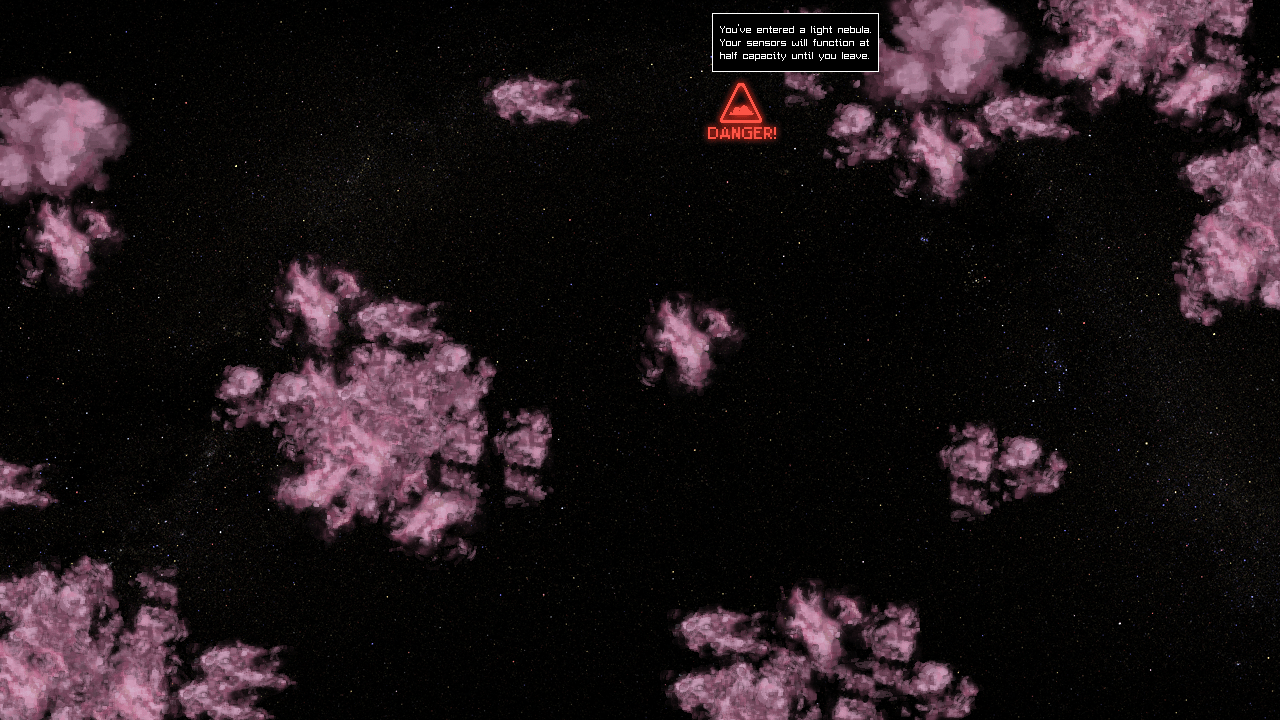 You've entered a light nebula.
Your sensors will function at
half capacity until you leave.
DANGER!